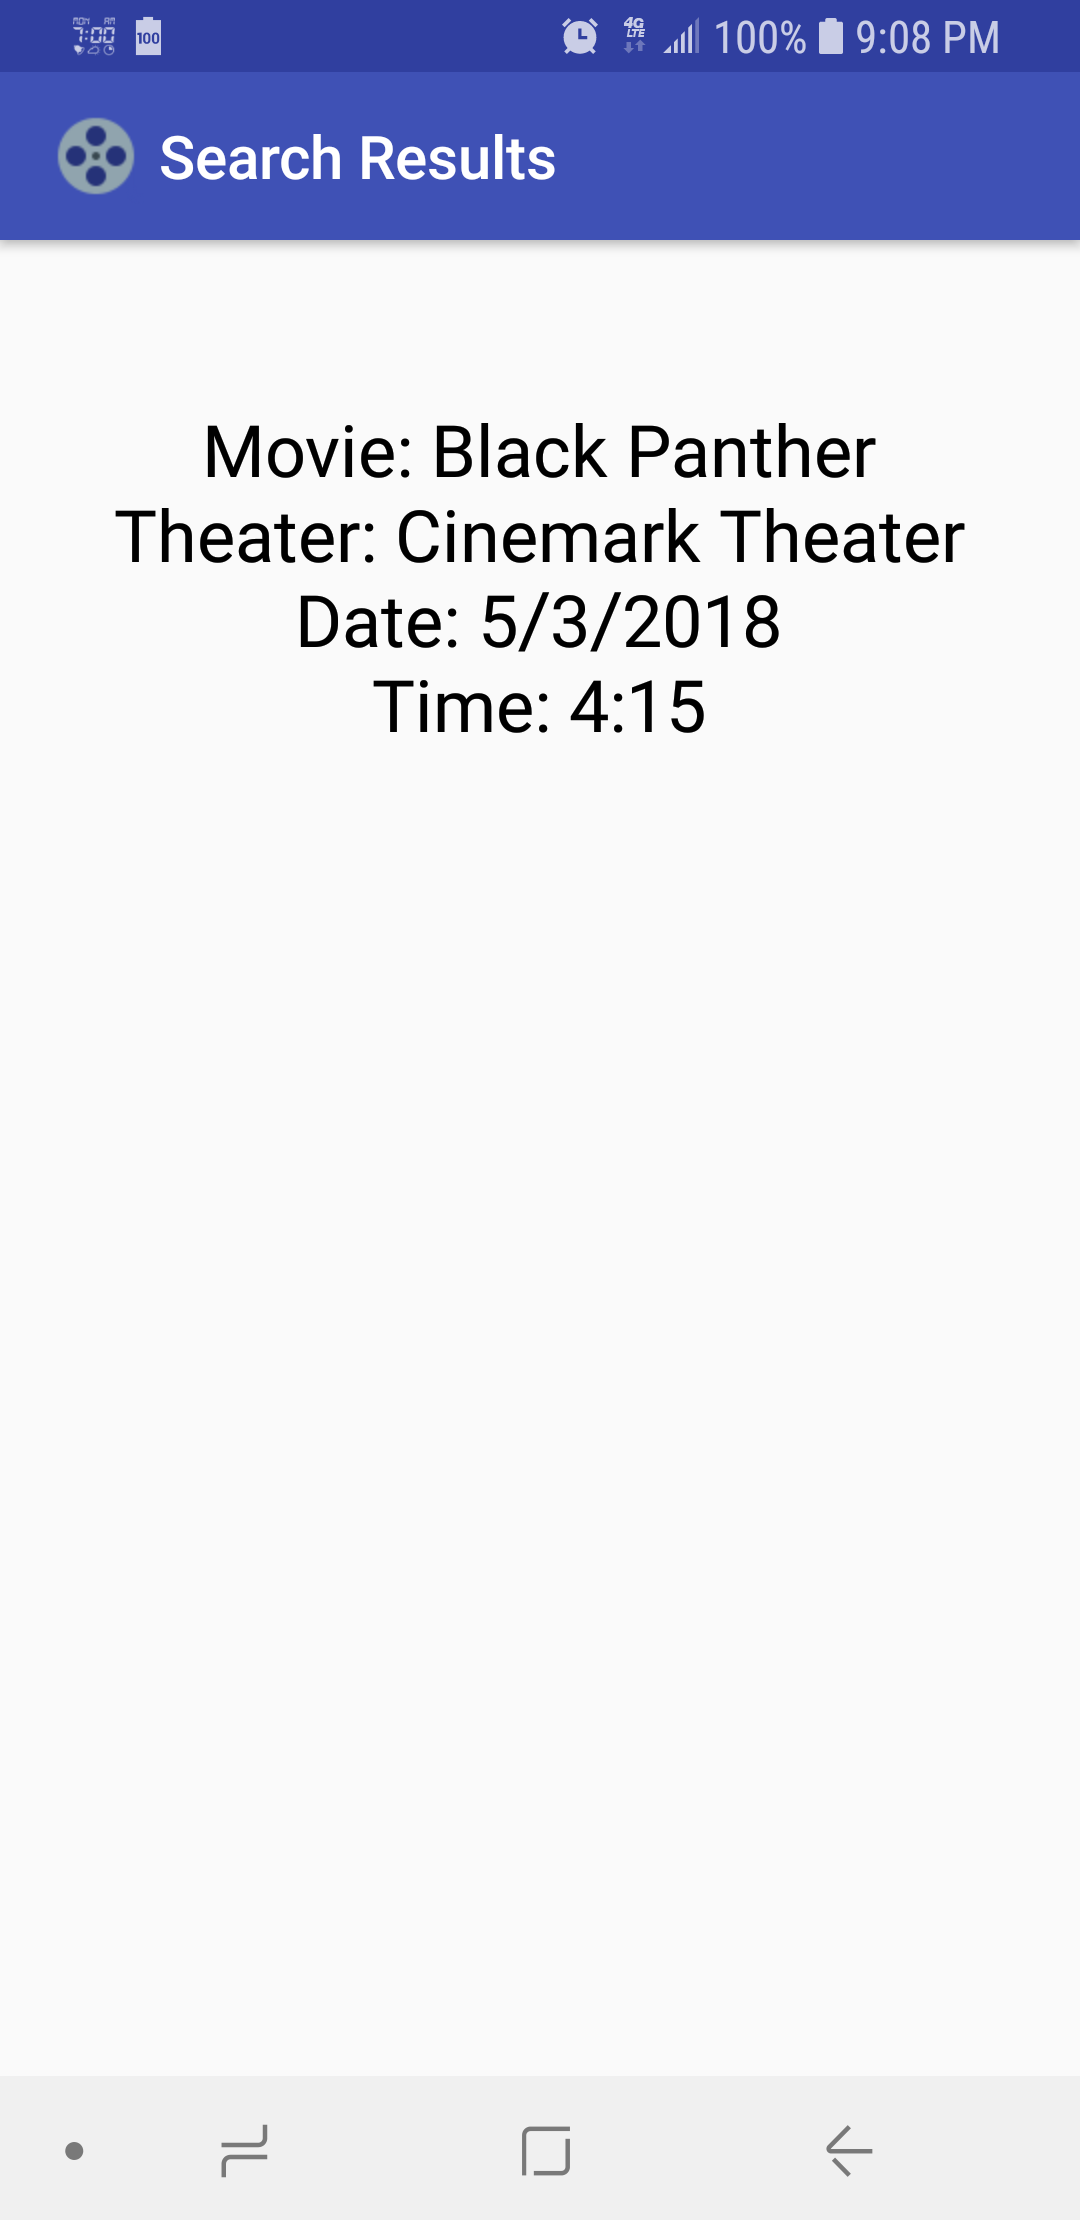 MON AM
7:00
100
4G
LTE
100%
9:08 PM
Search Results
Movie: Black Panther
Theater: Cinemark Theater
Date: 5/3/2018
Time: 4:15